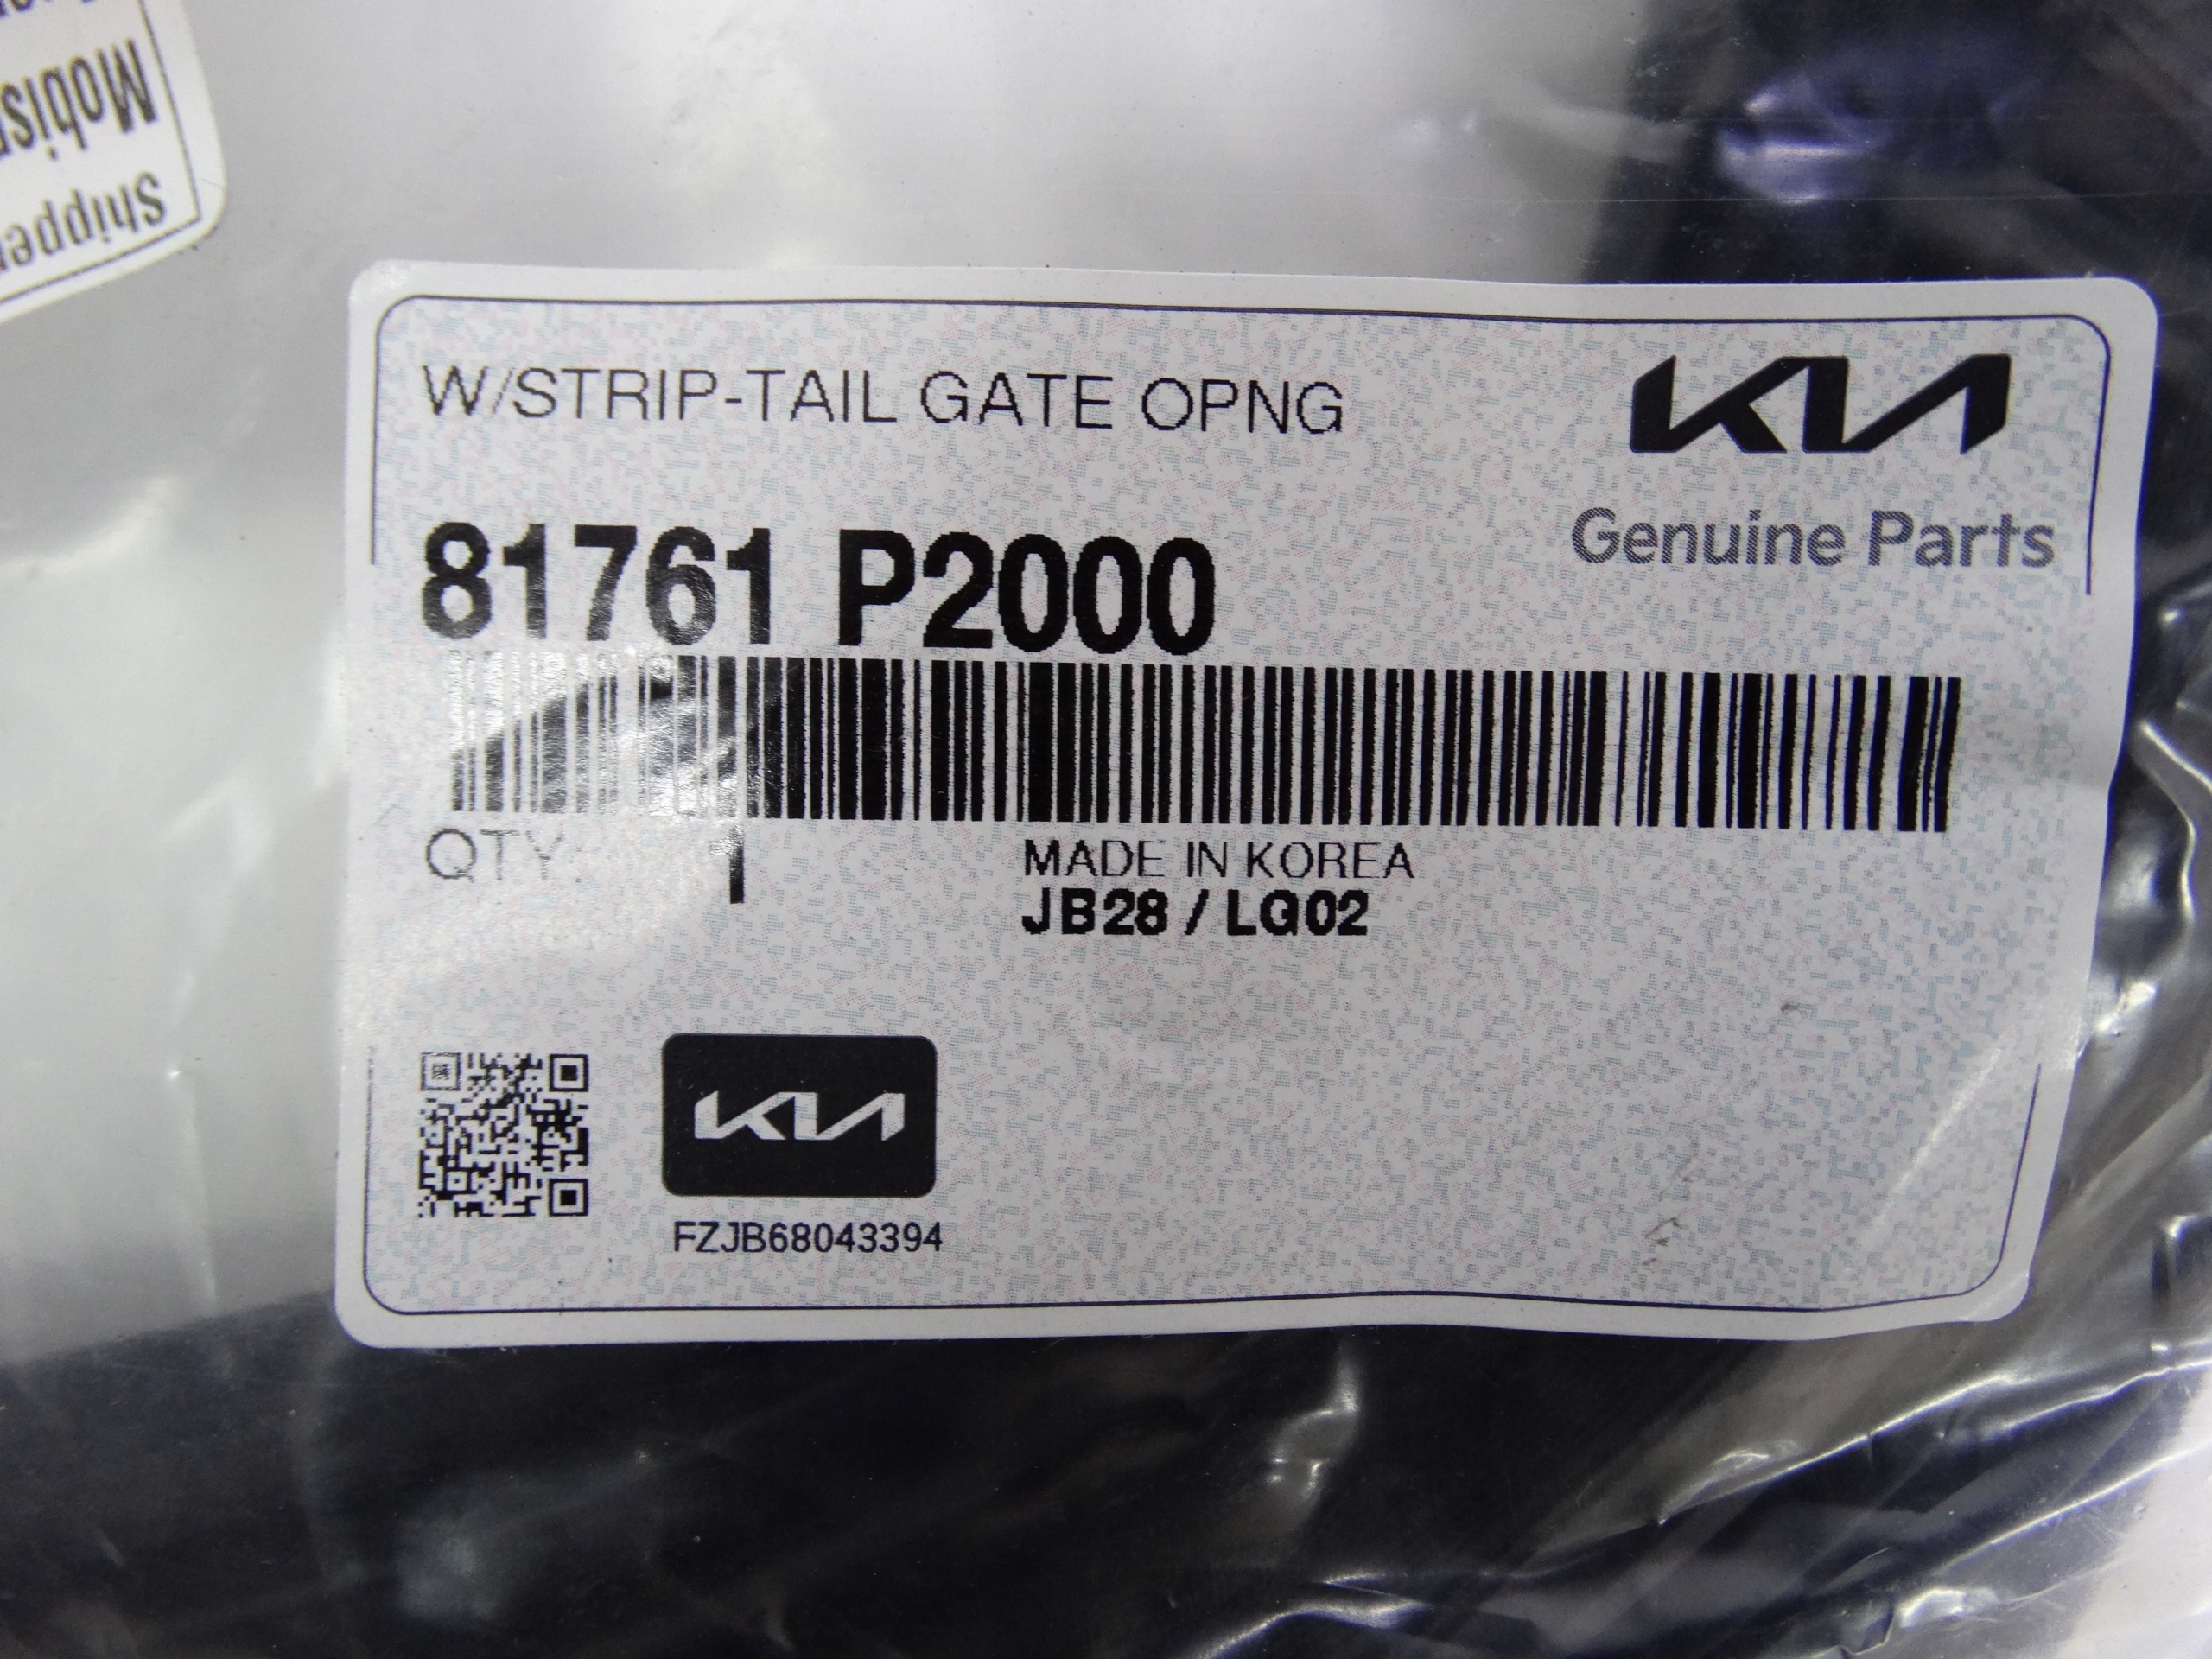 Mobis
Shipper
W/STRIP-TAIL GATE OPNG
KIA
Genuine Parts
81761 P2000
QTY: 1
MADE IN KOREA
JB28 / LG02
KIA
FZJB68043394